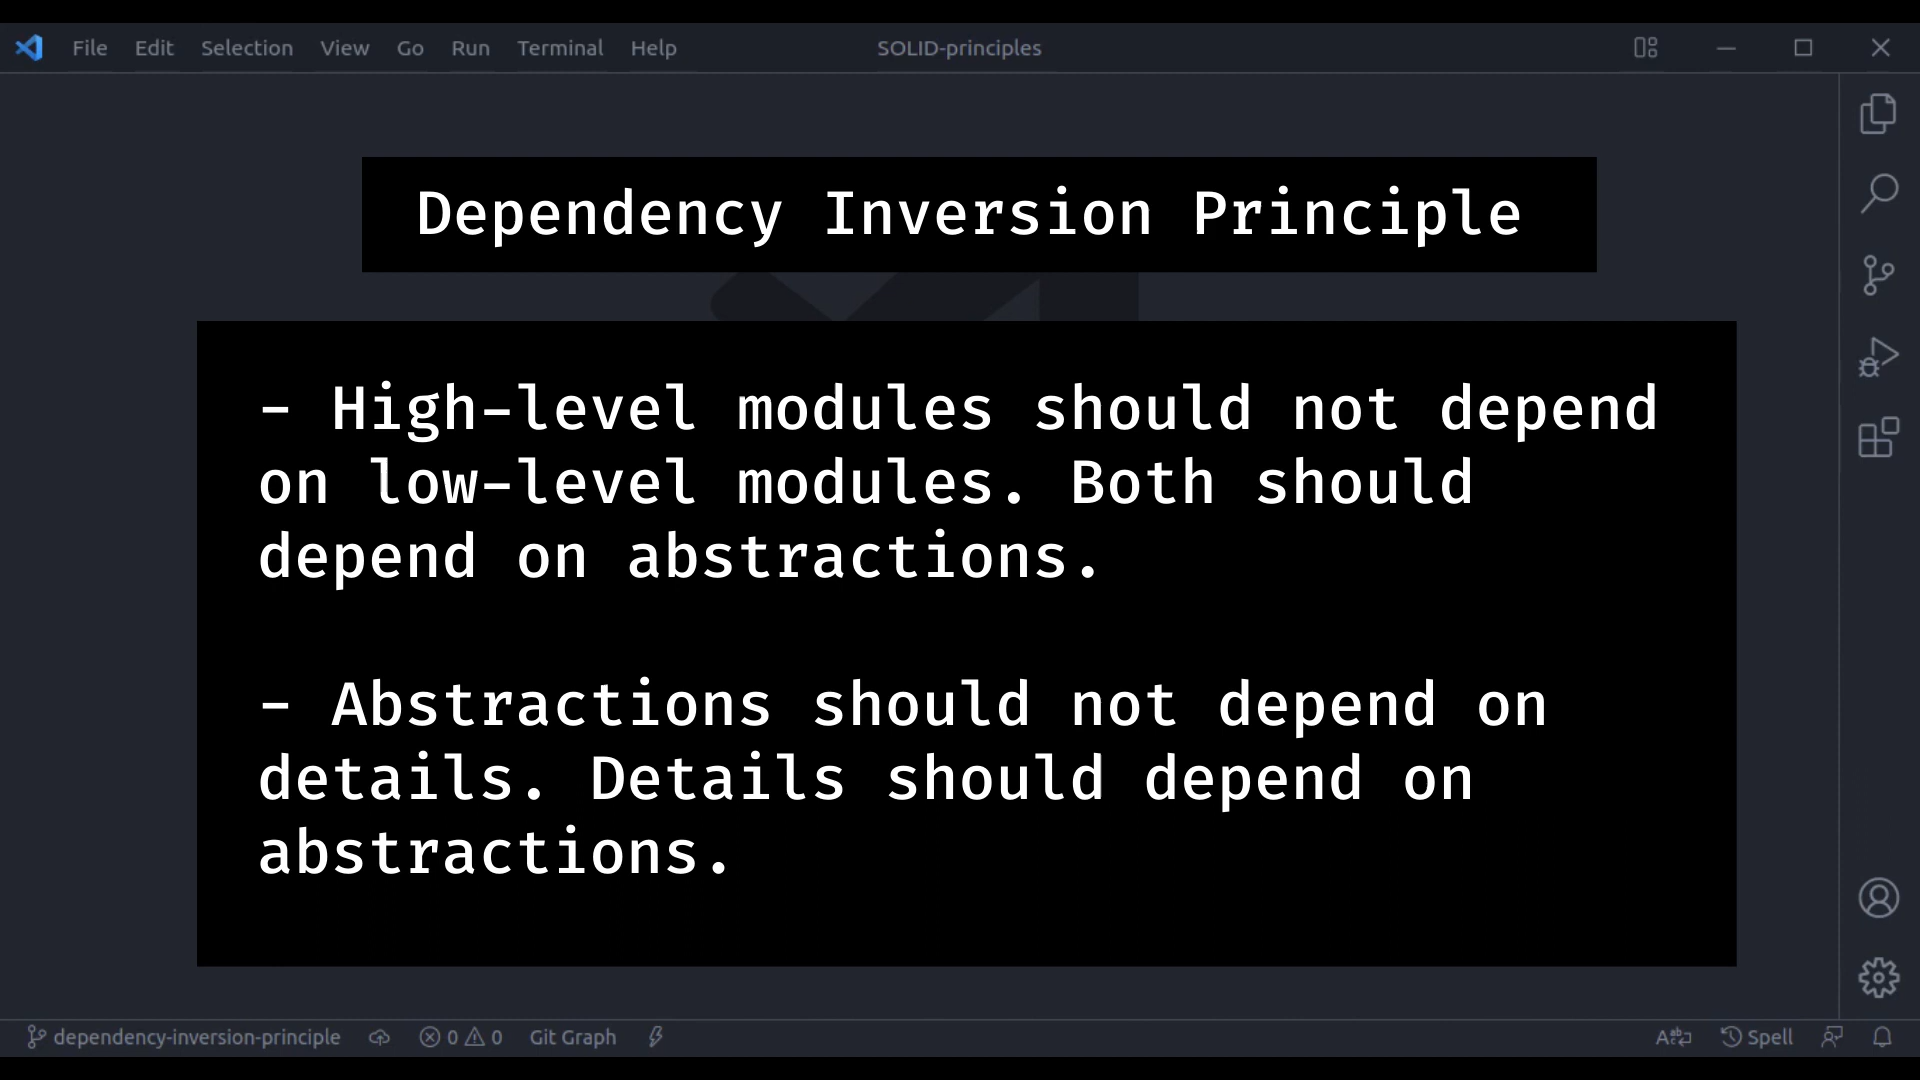 File Edit Selection View Go Run Terminal Help SOLID-principles
Dependency Inversion Principle
- High-level modules should not depend
on low-level modules. Both should
depend on abstractions.
- Abstractions should not depend on
details. Details should depend on
abstractions.
dependency-inversion-principle 0 0 Git Graph Spell